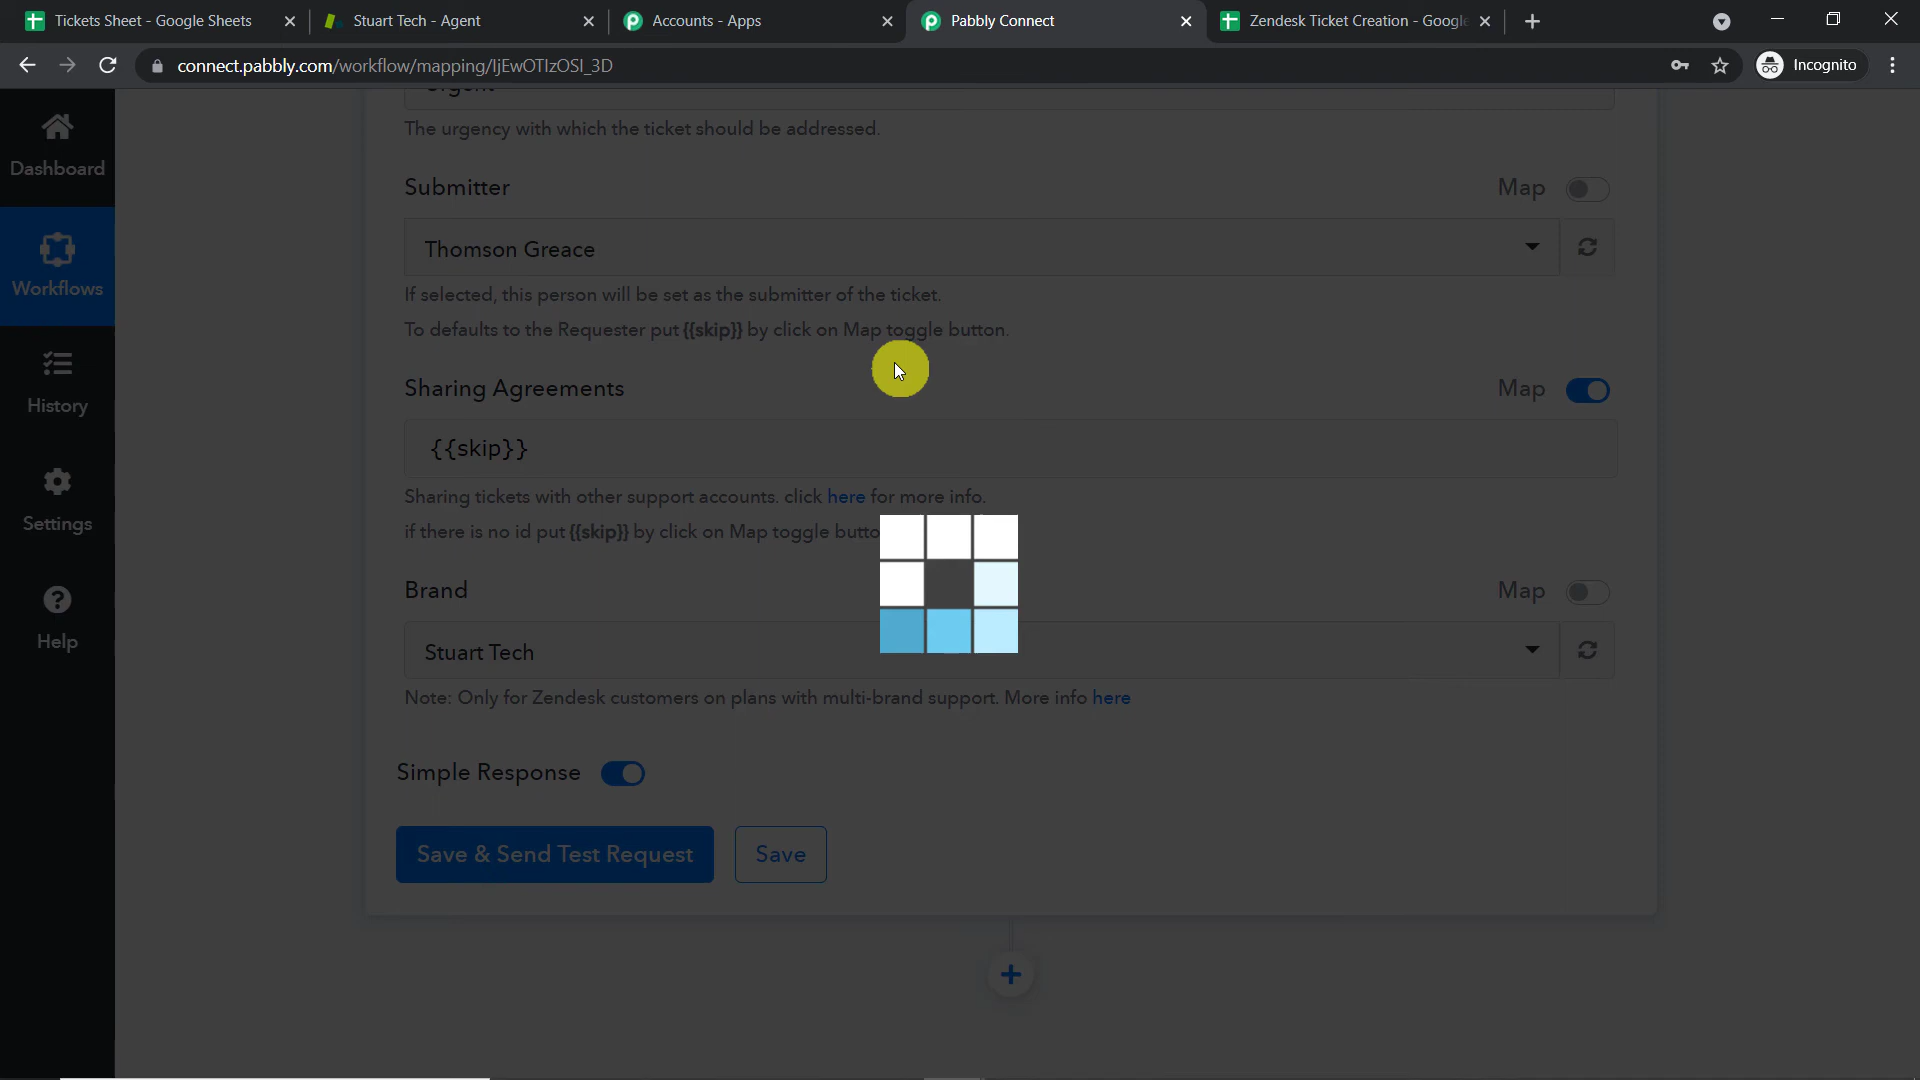 Tickets Sheet - Google Sheets
Stuart Tech - Agent
Accounts - Apps
Pabbly Connect
Zendesk Ticket Creation - Google
connect.pabbly.com/workflow/mapping/IjEwOTIzOSI_3D
Incognito
Dashboard
Workflows
History
Settings
Help
Urgent
The urgency with which the ticket should be addressed.
Submitter
Map
Thomson Greace
If selected, this person will be set as the submitter of the ticket.
To defaults to the Requester put {{skip}} by click on Map toggle button.
Sharing Agreements
Map
{{skip}}
Sharing tickets with other support accounts. click here for more info.
if there is no id put {{skip}} by click on Map toggle butto
Brand
Map
Stuart Tech
Note: Only for Zendesk customers on plans with multi-brand support. More info here
Simple Response
Save & Send Test Request
Save